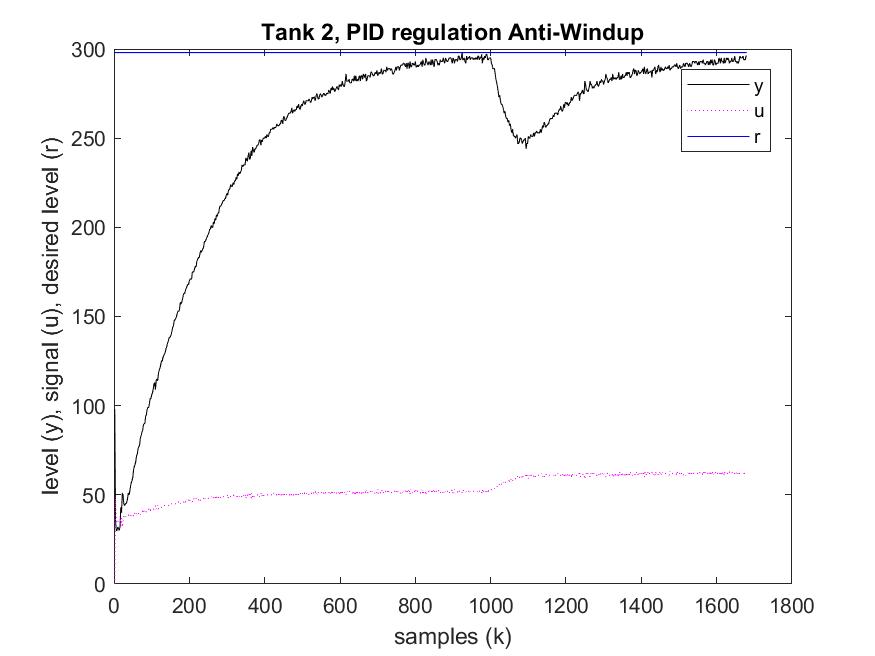 Tank 2, PID regulation Anti-Windup
level (y), signal (u), desired level (r)
300
250
200
150
100
50
0
y
u
r
0 200 400 600 800 1000 1200 1400 1600 1800
samples (k)